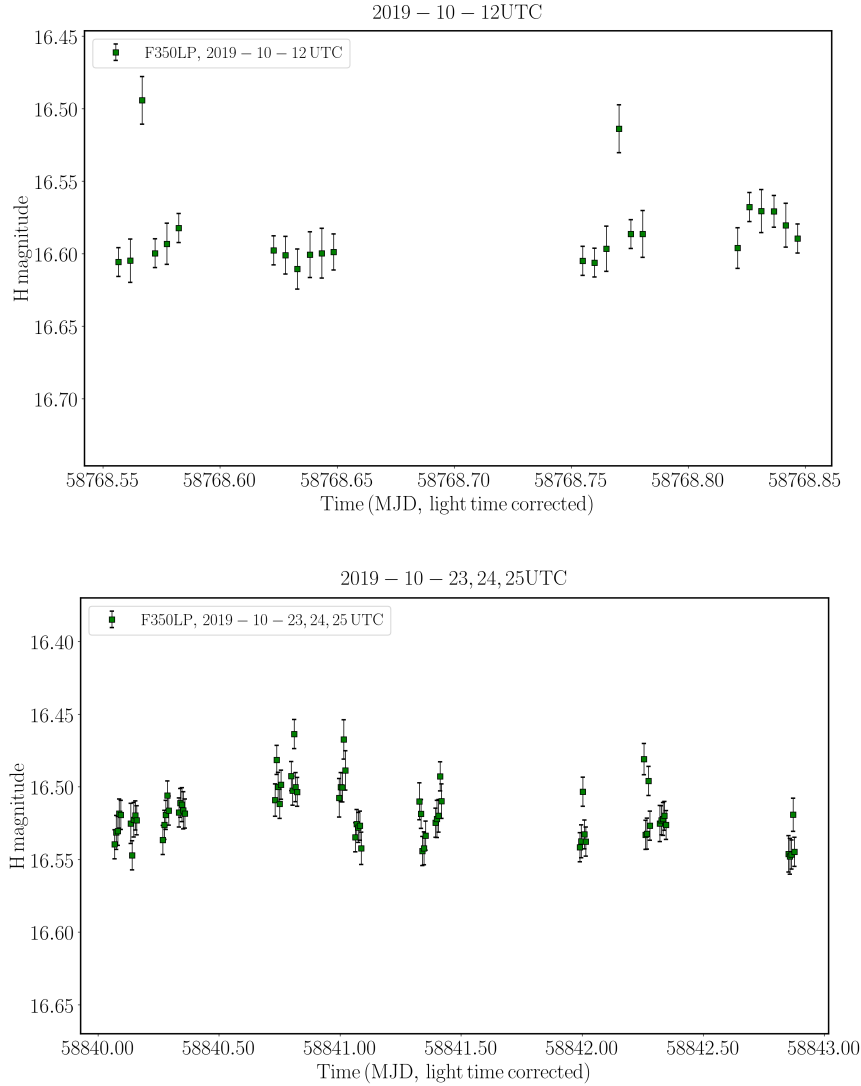 2019 − 10 − 12UTC
F350LP, 2019 − 10 − 12 UTC
H magnitude
16.45
16.50
16.55
16.60
16.65
16.70
58768.55 58768.60 58768.65 58768.70 58768.75 58768.80 58768.85
Time (MJD, light time corrected)
2019 − 10 − 23, 24, 25UTC
F350LP, 2019 − 10 − 23, 24, 25 UTC
H magnitude
16.40
16.45
16.50
16.55
16.60
16.65
58840.00 58840.50 58841.00 58841.50 58842.00 58842.50 58843.00
Time (MJD, light time corrected)